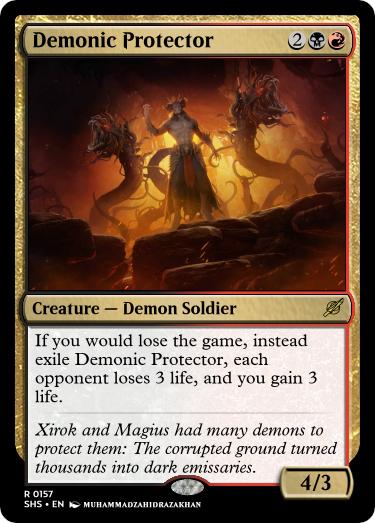 Demonic Protector 2
Creature — Demon Soldier
If you would lose the game, instead
exile Demonic Protector, each
opponent loses 3 life, and you gain 3
life.
Xirok and Magius had many demons to
protect them: The corrupted ground turned
thousands into dark emissaries.
4/3
R 0157
SHS • EN MUHAMMADZAHIDRAZAKHAN